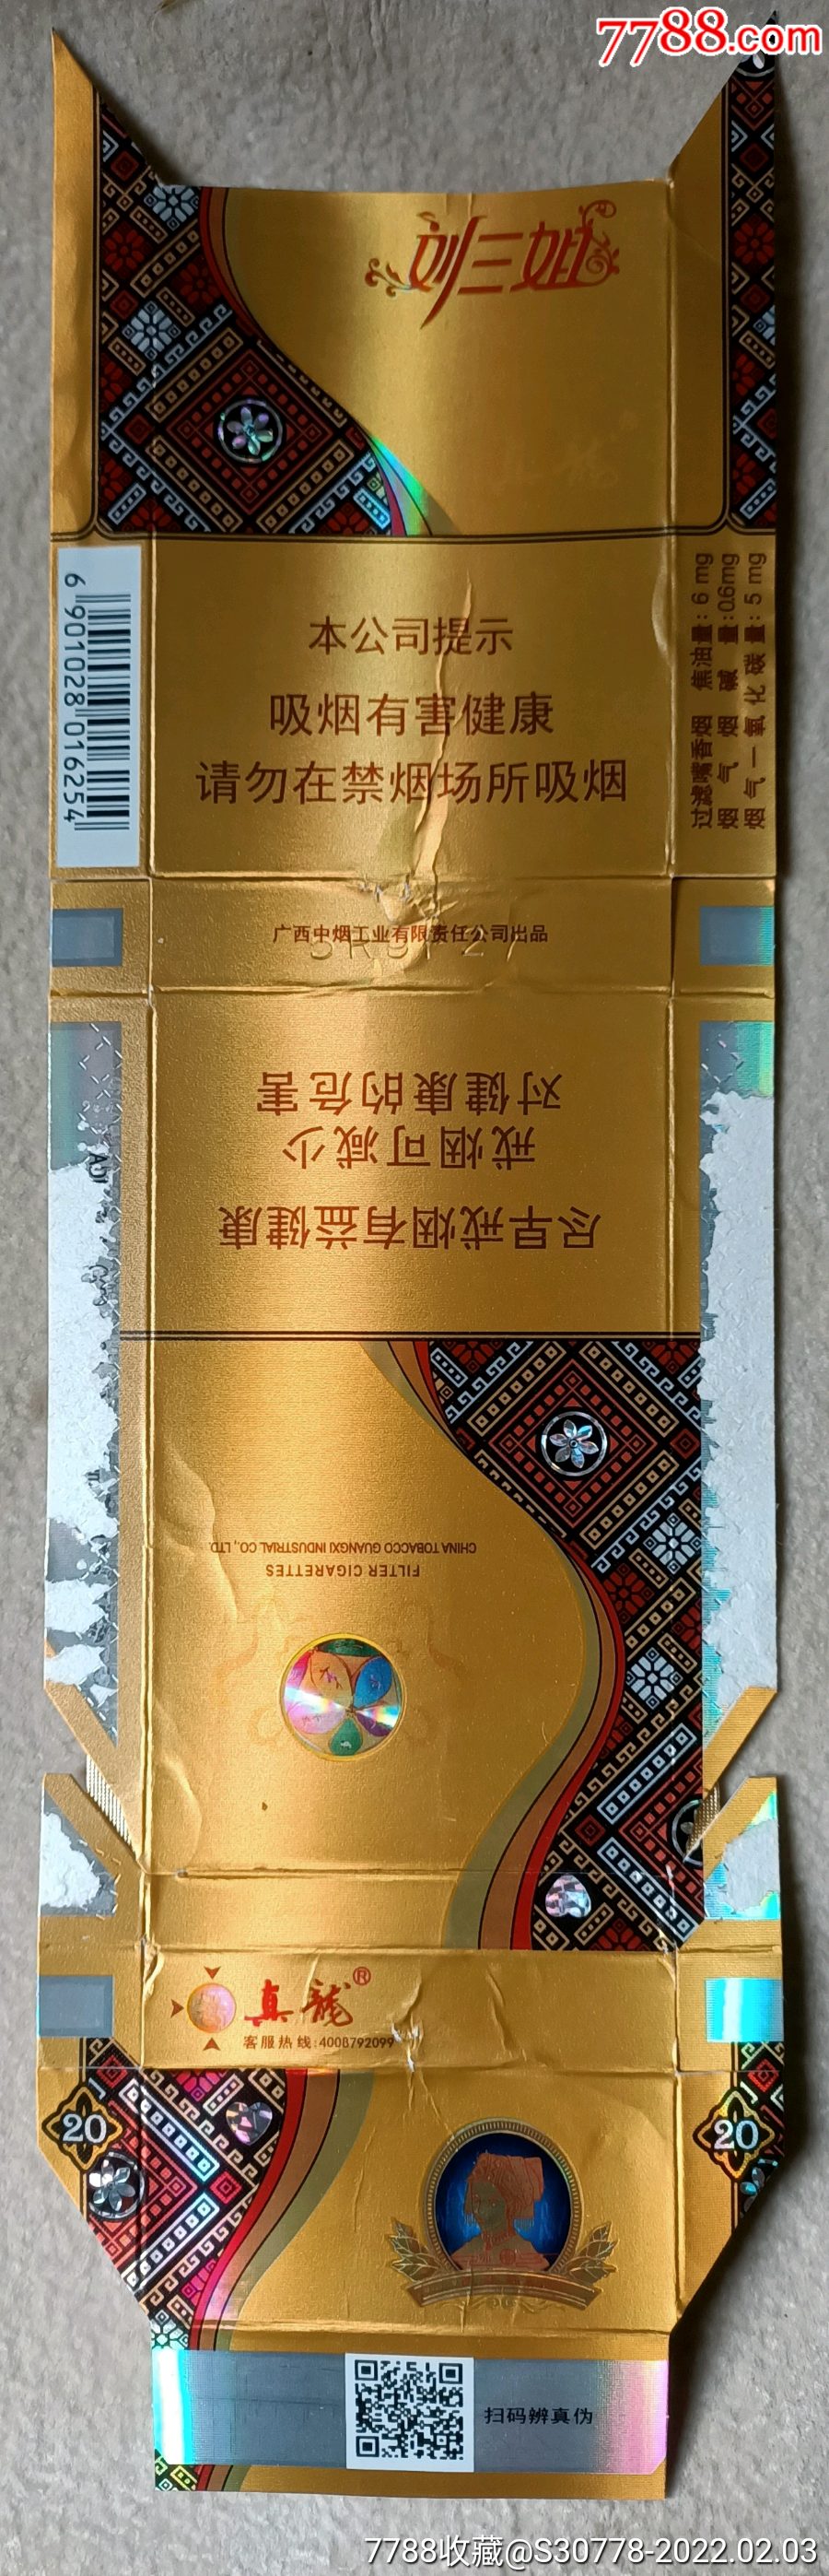 7788.com
刘三姐
本公司提示
吸烟有害健康
请勿在禁烟场所吸烟
6 901028 016254
过滤嘴香烟 焦油量：6 mg
烟气烟碱量：0.6mg
烟气一氧化碳量：5 mg
广西中烟工业有限责任公司出品
尽早戒烟有益健康
戒烟可减少
对健康的危害
FILTER CIGARETTES
CHINA TOBACCO GUANGXI INDUSTRIAL CO., LTD.
真龙®
客服热线:4008792099
20
20
扫码辨真伪
7788收藏@S30778-2022.02.03